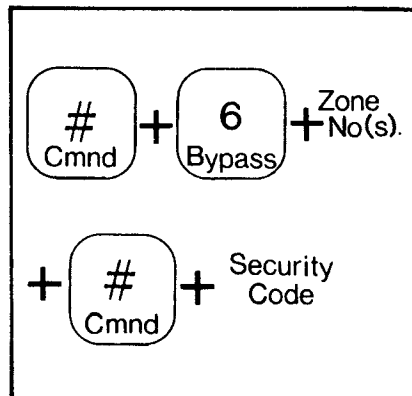 # + 6 + Zone
Cmnd Bypass No(s).
+ # + Security
Cmnd Code